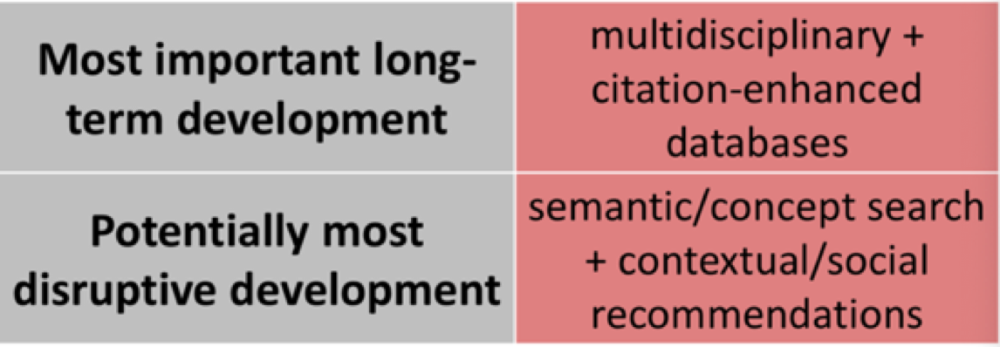 Most important long-
term development
multidisciplinary +
citation-enhanced
databases
Potentially most
disruptive development
semantic/concept search
+ contextual/social
recommendations